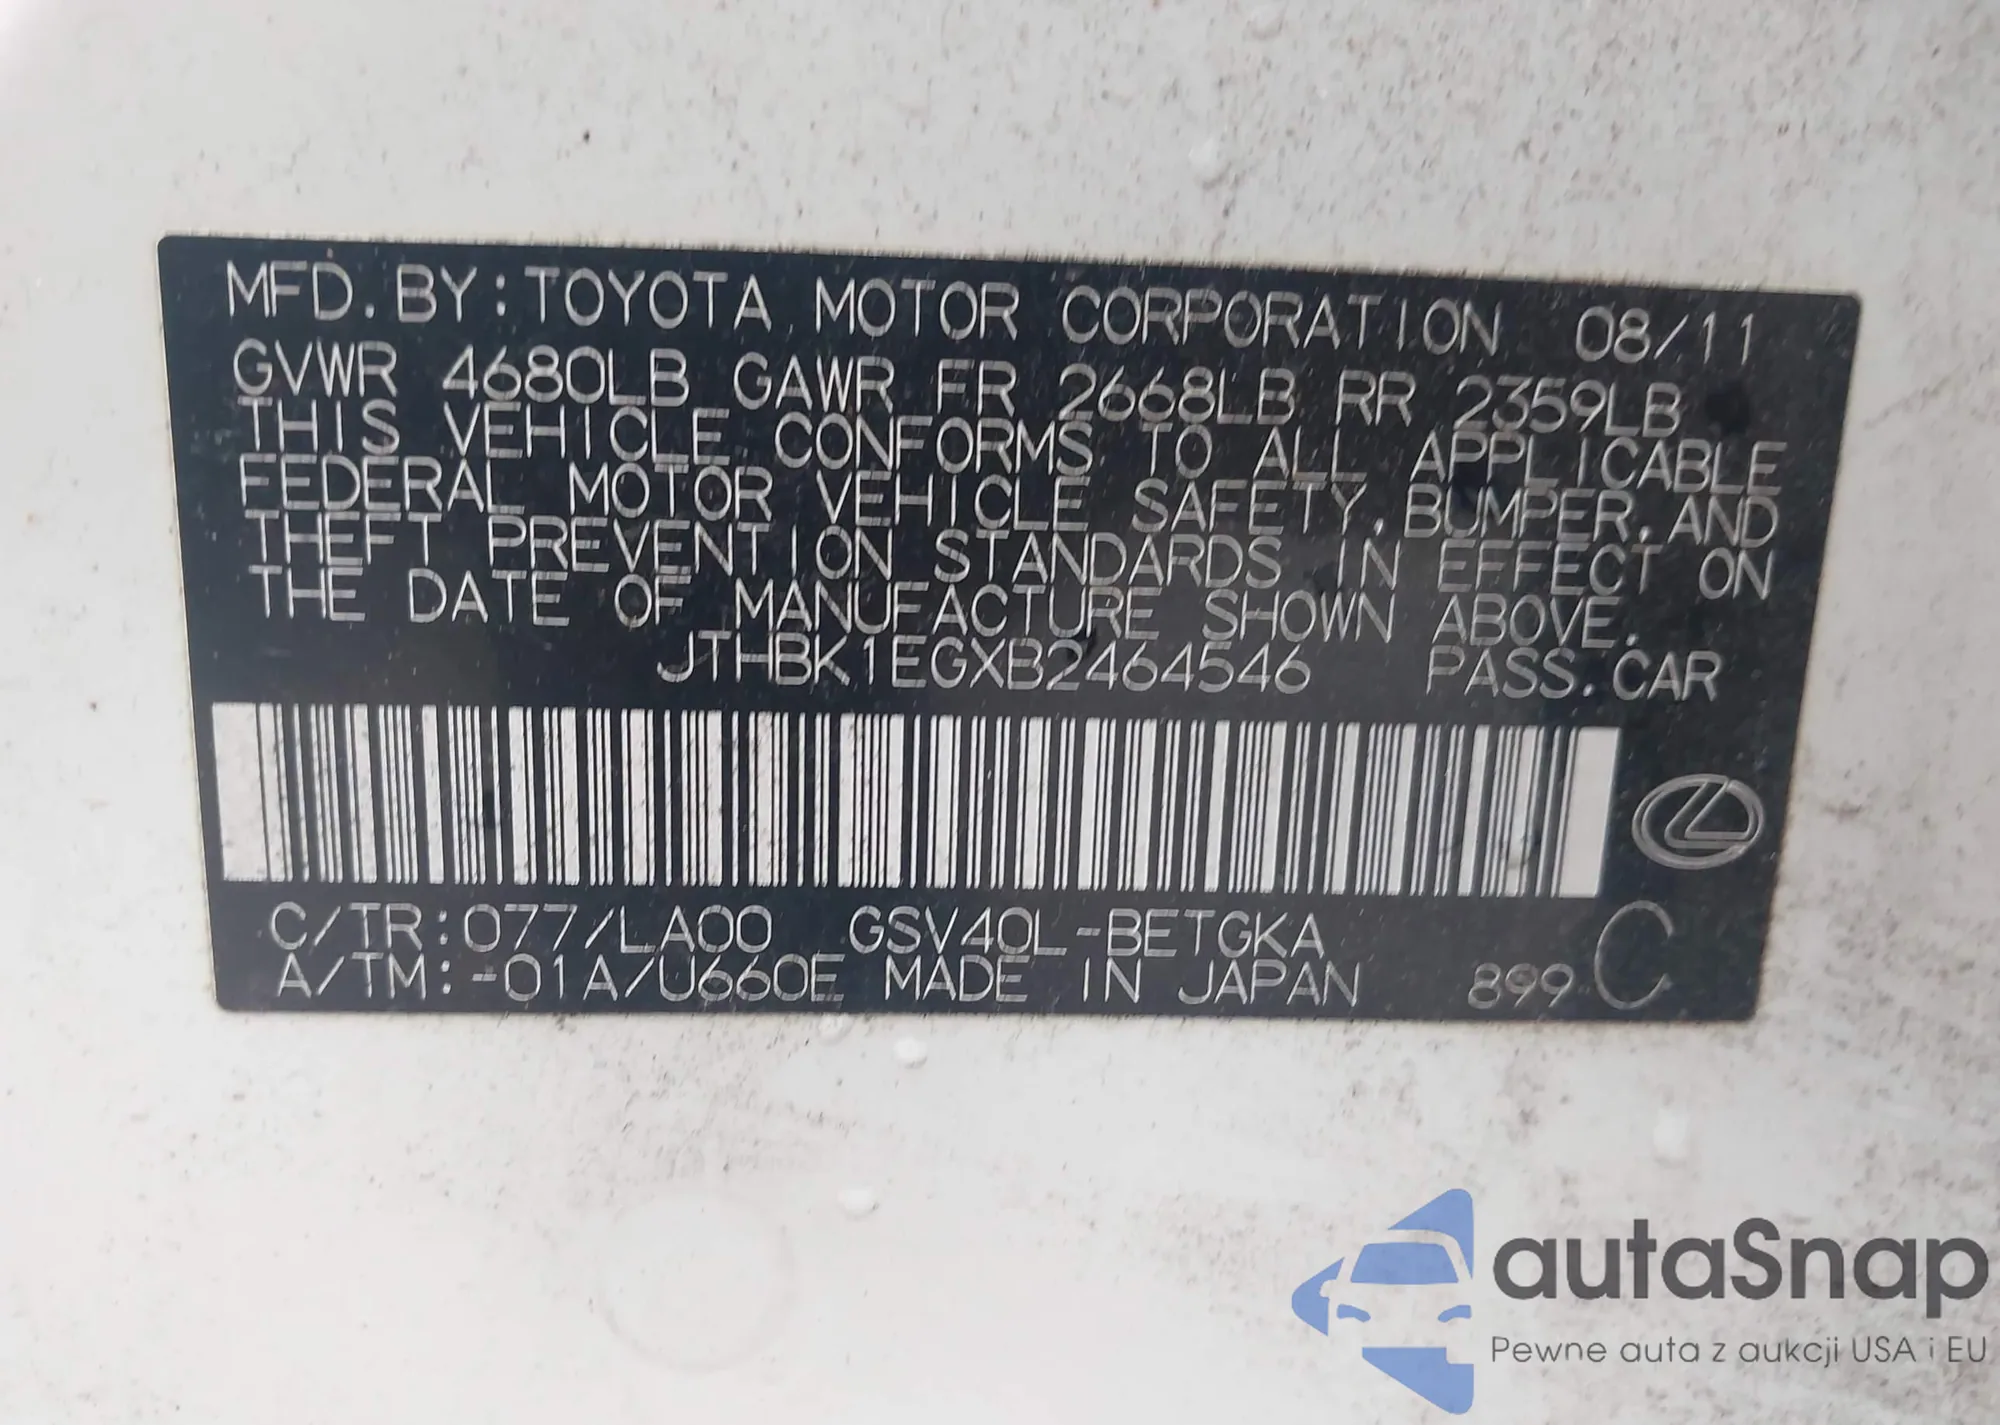 MFD. BY:TOYOTA MOTOR CORPORATION 08/11
GVWR 4680LB GAWR FR 2668LB RR 2359LB
THIS VEHICLE CONFORMS TO ALL APPLICABLE
FEDERAL MOTOR VEHICLE SAFETY, BUMPER, AND
THEFT PREVENTION STANDARDS IN EFFECT ON
THE DATE OF MANUFACTURE SHOWN ABOVE.
JTHBK1EGXB2464546 PASS. CAR
C/TR:077/LA00 GSV40L-BETGKA
A/TM:-01A/U660E MADE IN JAPAN 899 C
autaSnap
Pewne auta z aukcji USA i EU